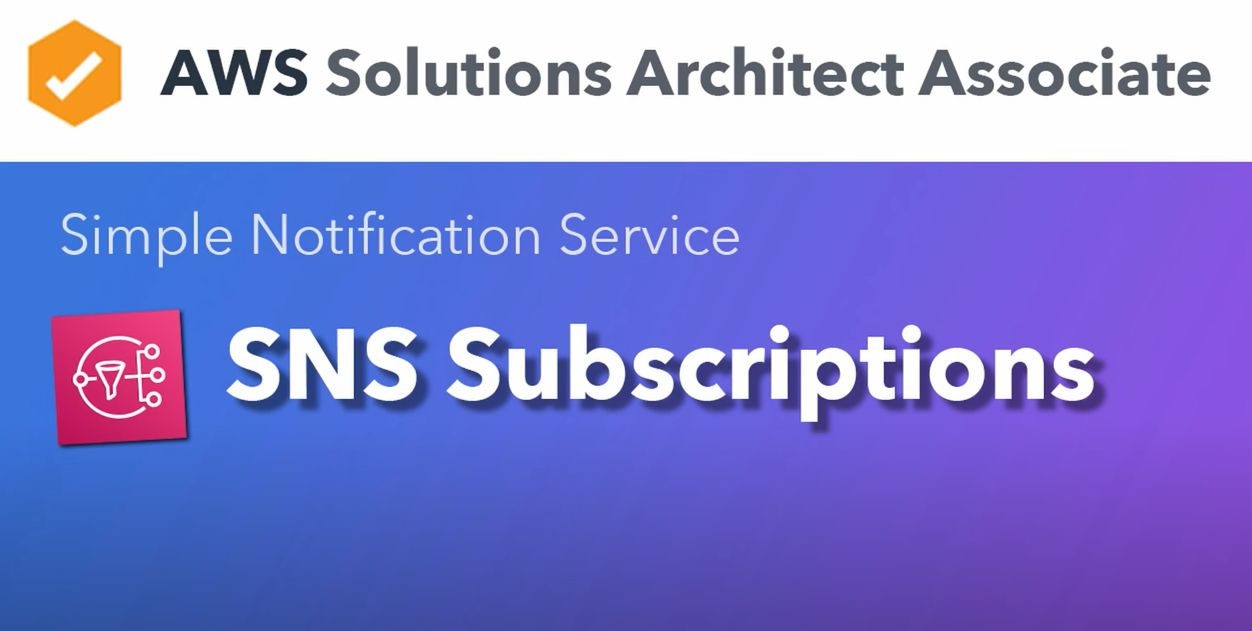 AWS Solutions Architect Associate
Simple Notification Service
SNS Subscriptions